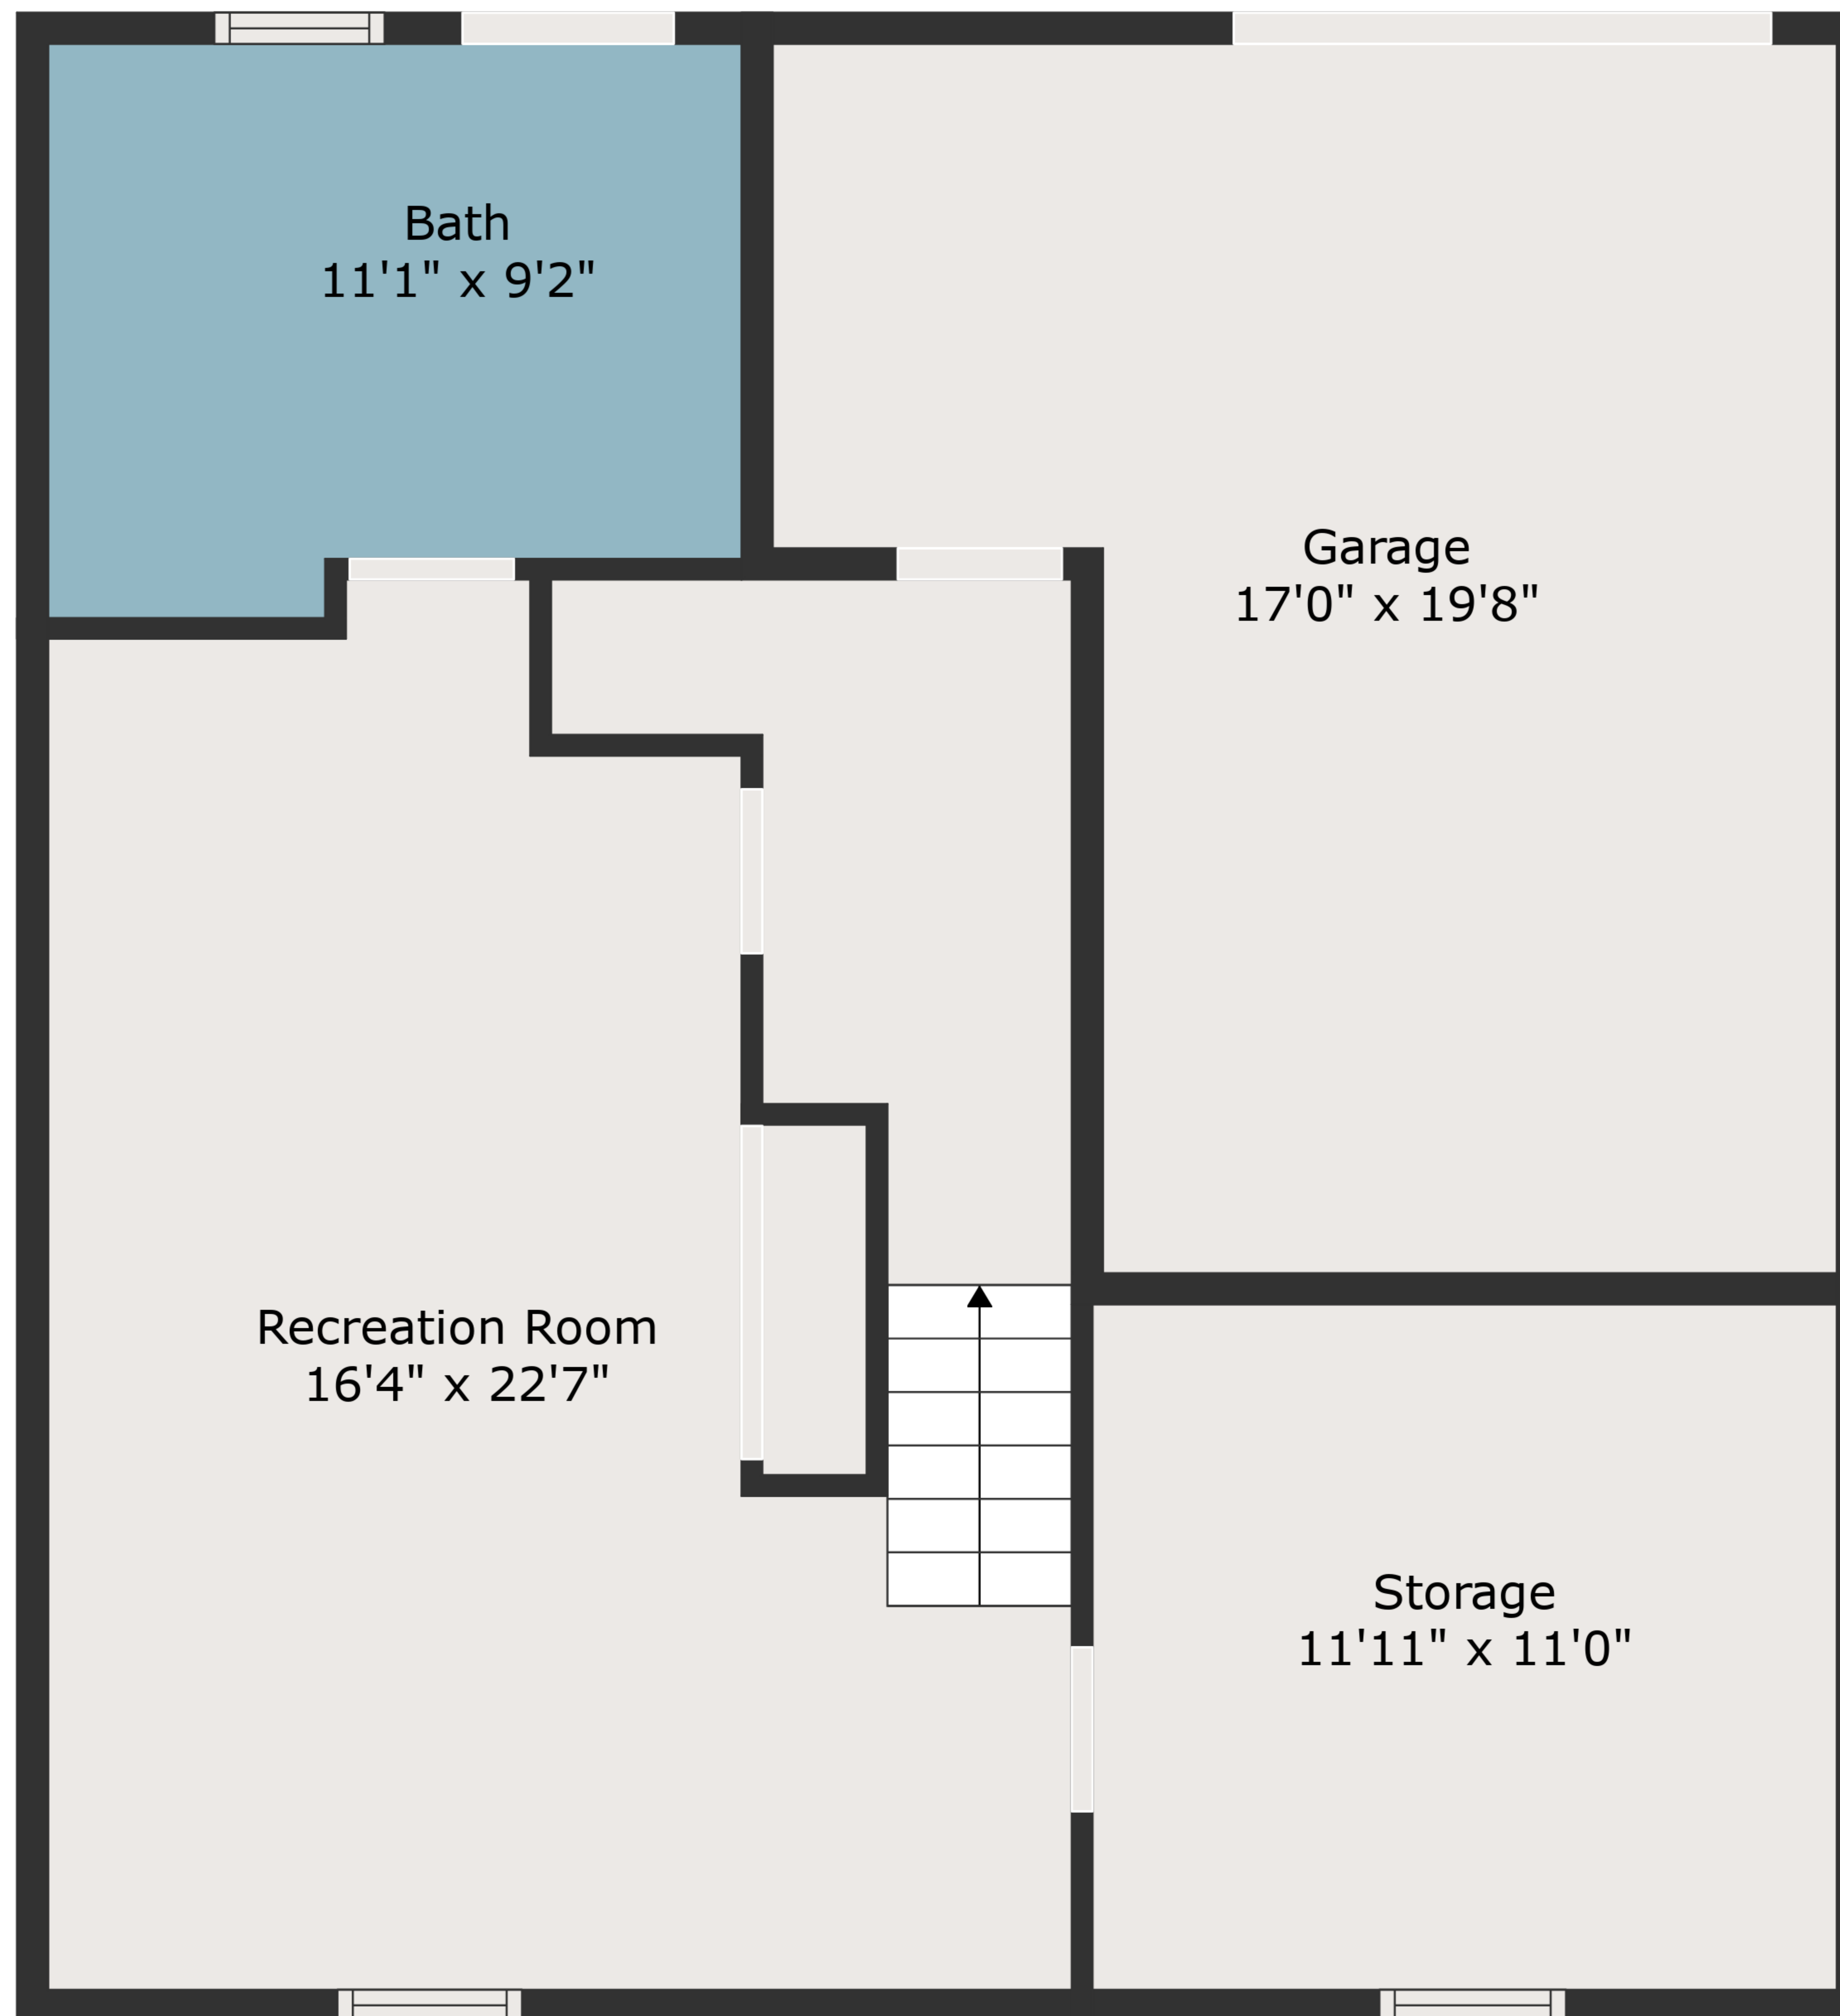 Bath
11'1" x 9'2"
Garage
17'0" x 19'8"
Recreation Room
16'4" x 22'7"
Storage
11'11" x 11'0"